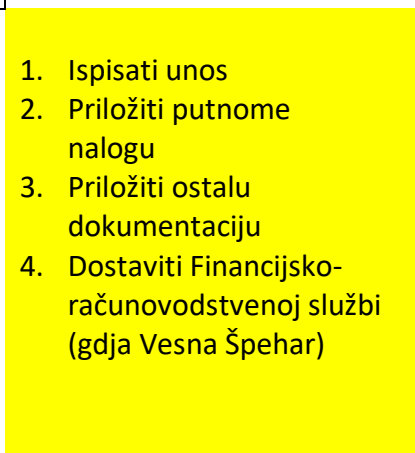 1. Ispisati unos
2. Priložiti putnome
nalogu
3. Priložiti ostalu
dokumentaciju
4. Dostaviti Financijsko-
računovodstvenoj službi
(gdja Vesna Špehar)